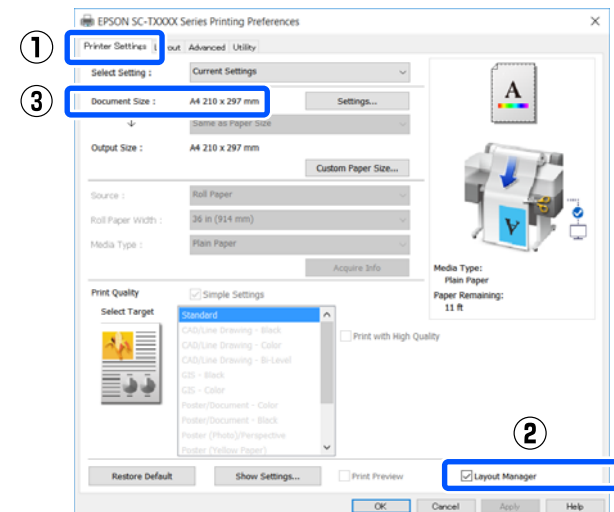 EPSON SC-TXXXX Series Printing Preferences
1
Printer Settings out Advanced Utility
Select Setting : Current Settings
3
Document Size : A4 210 x 297 mm Settings...
Same as Paper Size
Output Size : A4 210 x 297 mm
Custom Paper Size...
Source : Roll Paper
Roll Paper Width : 36 in (914 mm)
Media Type : Plain Paper
Acquire Info
A
Media Type:
Plain Paper
Paper Remaining:
11 ft
Print Quality Simple Settings
Select Target
Standard
CAD/Line Drawing - Black
CAD/Line Drawing - Color
CAD/Line Drawing - Bi-Level
GIS - Black
GIS - Color
Poster/Document - Color
Poster/Document - Black
Poster (Photo)/Perspective
Poster (Yellow Paper)
Print with High Quality
2
Restore Default Show Settings... Print Preview Layout Manager
OK Cancel Apply Help